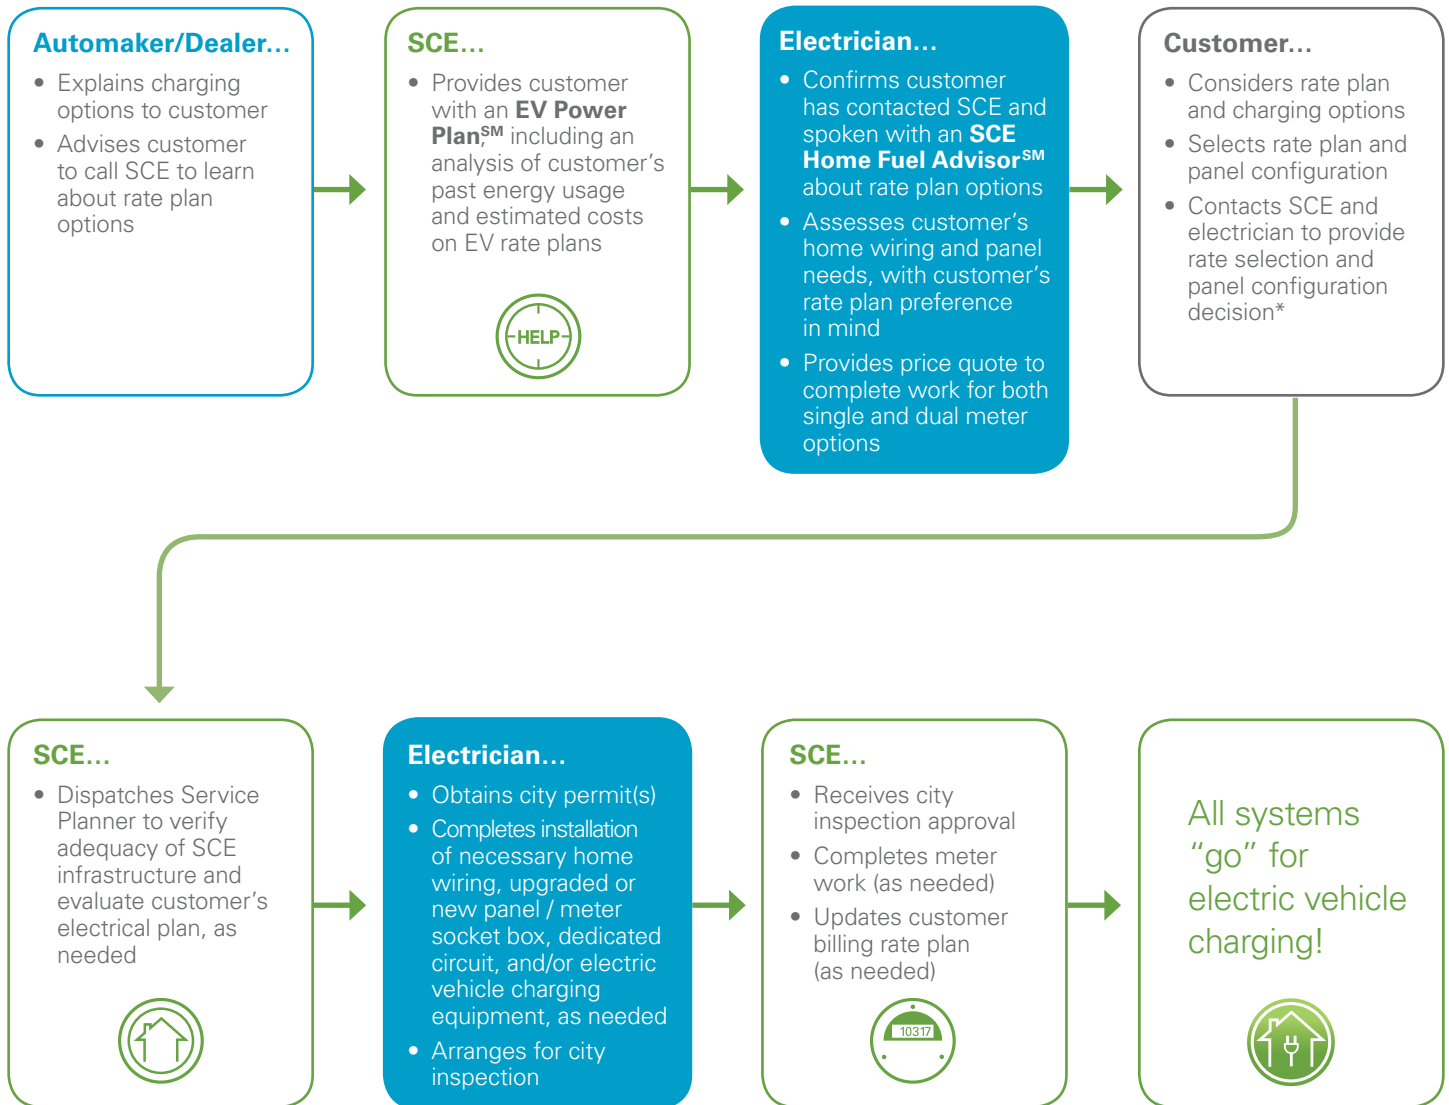 Automaker/Dealer…
• Explains charging
options to customer
• Advises customer
to call SCE to learn
about rate plan
options
SCE…
• Provides customer
with an EV Power
Plan,SM including an
analysis of customer’s
past energy usage
and estimated costs
on EV rate plans
HELP
Electrician…
• Confirms customer
has contacted SCE and
spoken with an SCE
Home Fuel AdvisorSM
about rate plan options
• Assesses customer’s
home wiring and panel
needs, with customer’s
rate plan preference
in mind
• Provides price quote to
complete work for both
single and dual meter
options
Customer…
• Considers rate plan
and charging options
• Selects rate plan and
panel configuration
• Contacts SCE and
electrician to provide
rate selection and
panel configuration
decision*
SCE…
• Dispatches Service
Planner to verify
adequacy of SCE
infrastructure and
evaluate customer’s
electrical plan, as
needed
Electrician…
• Obtains city permit(s)
• Completes installation
of necessary home
wiring, upgraded or
new panel / meter
socket box, dedicated
circuit, and/or electric
vehicle charging
equipment, as needed
• Arranges for city
inspection
SCE…
• Receives city
inspection approval
• Completes meter
work (as needed)
• Updates customer
billing rate plan
(as needed)
10317
All systems
“go” for
electric vehicle
charging!